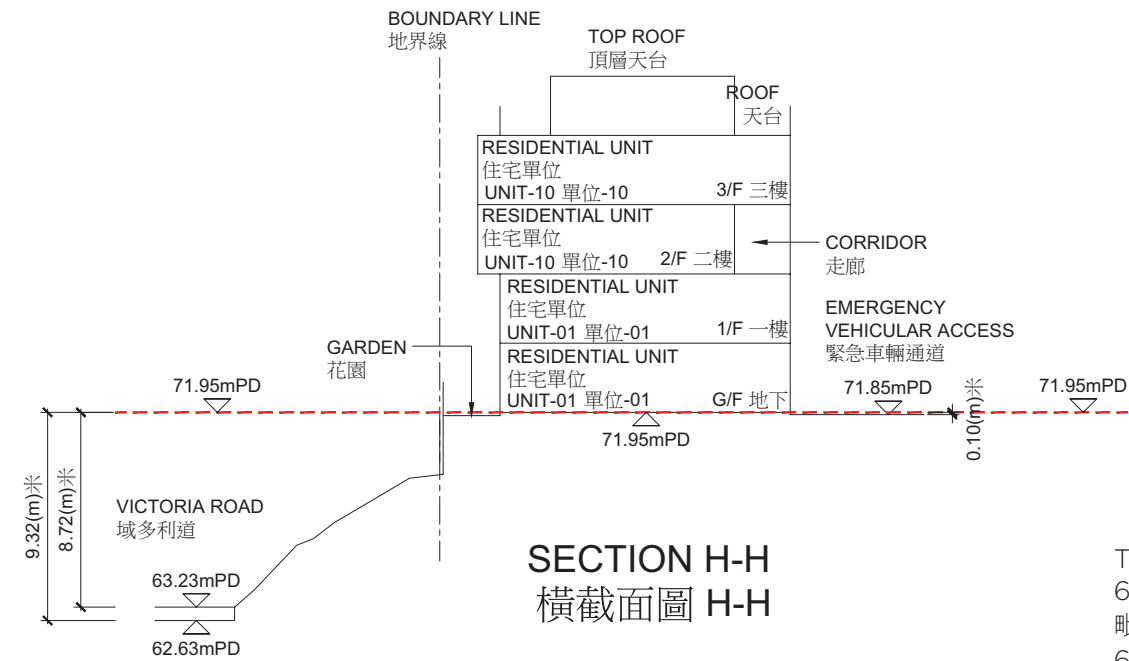 BOUNDARY LINE
地界線
TOP ROOF
頂層天台
ROOF
天台
RESIDENTIAL UNIT
住宅單位
UNIT-10 單位-10 3/F 三樓
RESIDENTIAL UNIT
住宅單位
UNIT-10 單位-10 2/F 二樓
CORRIDOR
走廊
RESIDENTIAL UNIT
住宅單位
UNIT-01 單位-01 1/F 一樓
EMERGENCY
VEHICULAR ACCESS
緊急車輛通道
GARDEN
花園
RESIDENTIAL UNIT
住宅單位
UNIT-01 單位-01 G/F 地下
71.95mPD
71.85mPD
71.95mPD
71.95mPD
0.10(m)米
9.32(m)米
8.72(m)米
VICTORIA ROAD
域多利道
63.23mPD
62.63mPD
SECTION H-H
橫截面圖 H-H
T
6
毗